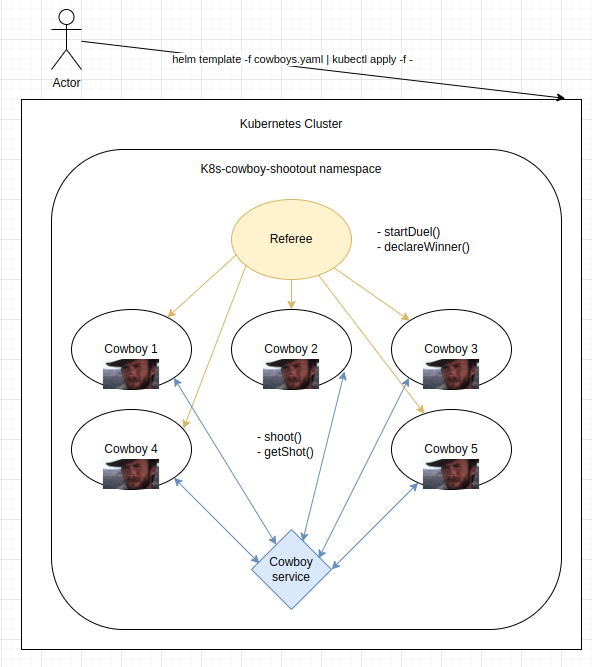 Actor
helm template -f cowboys.yaml | kubectl apply -f -
Kubernetes Cluster
K8s-cowboy-shootout namespace
Referee
- startDuel()
- declareWinner()
Cowboy 1
Cowboy 2
Cowboy 3
Cowboy 4
- shoot()
- getShot()
Cowboy 5
Cowboy
service